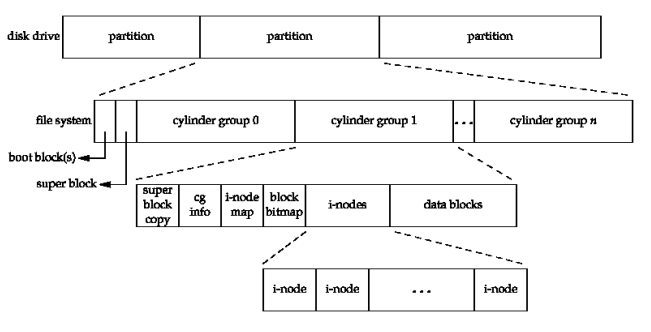 disk drive partition partition partition
file system cylinder group 0 cylinder group 1 ... cylinder group n
boot block(s)
super block
super block copy cg info i-node map block bitmap i-nodes data blocks
i-node i-node ... i-node